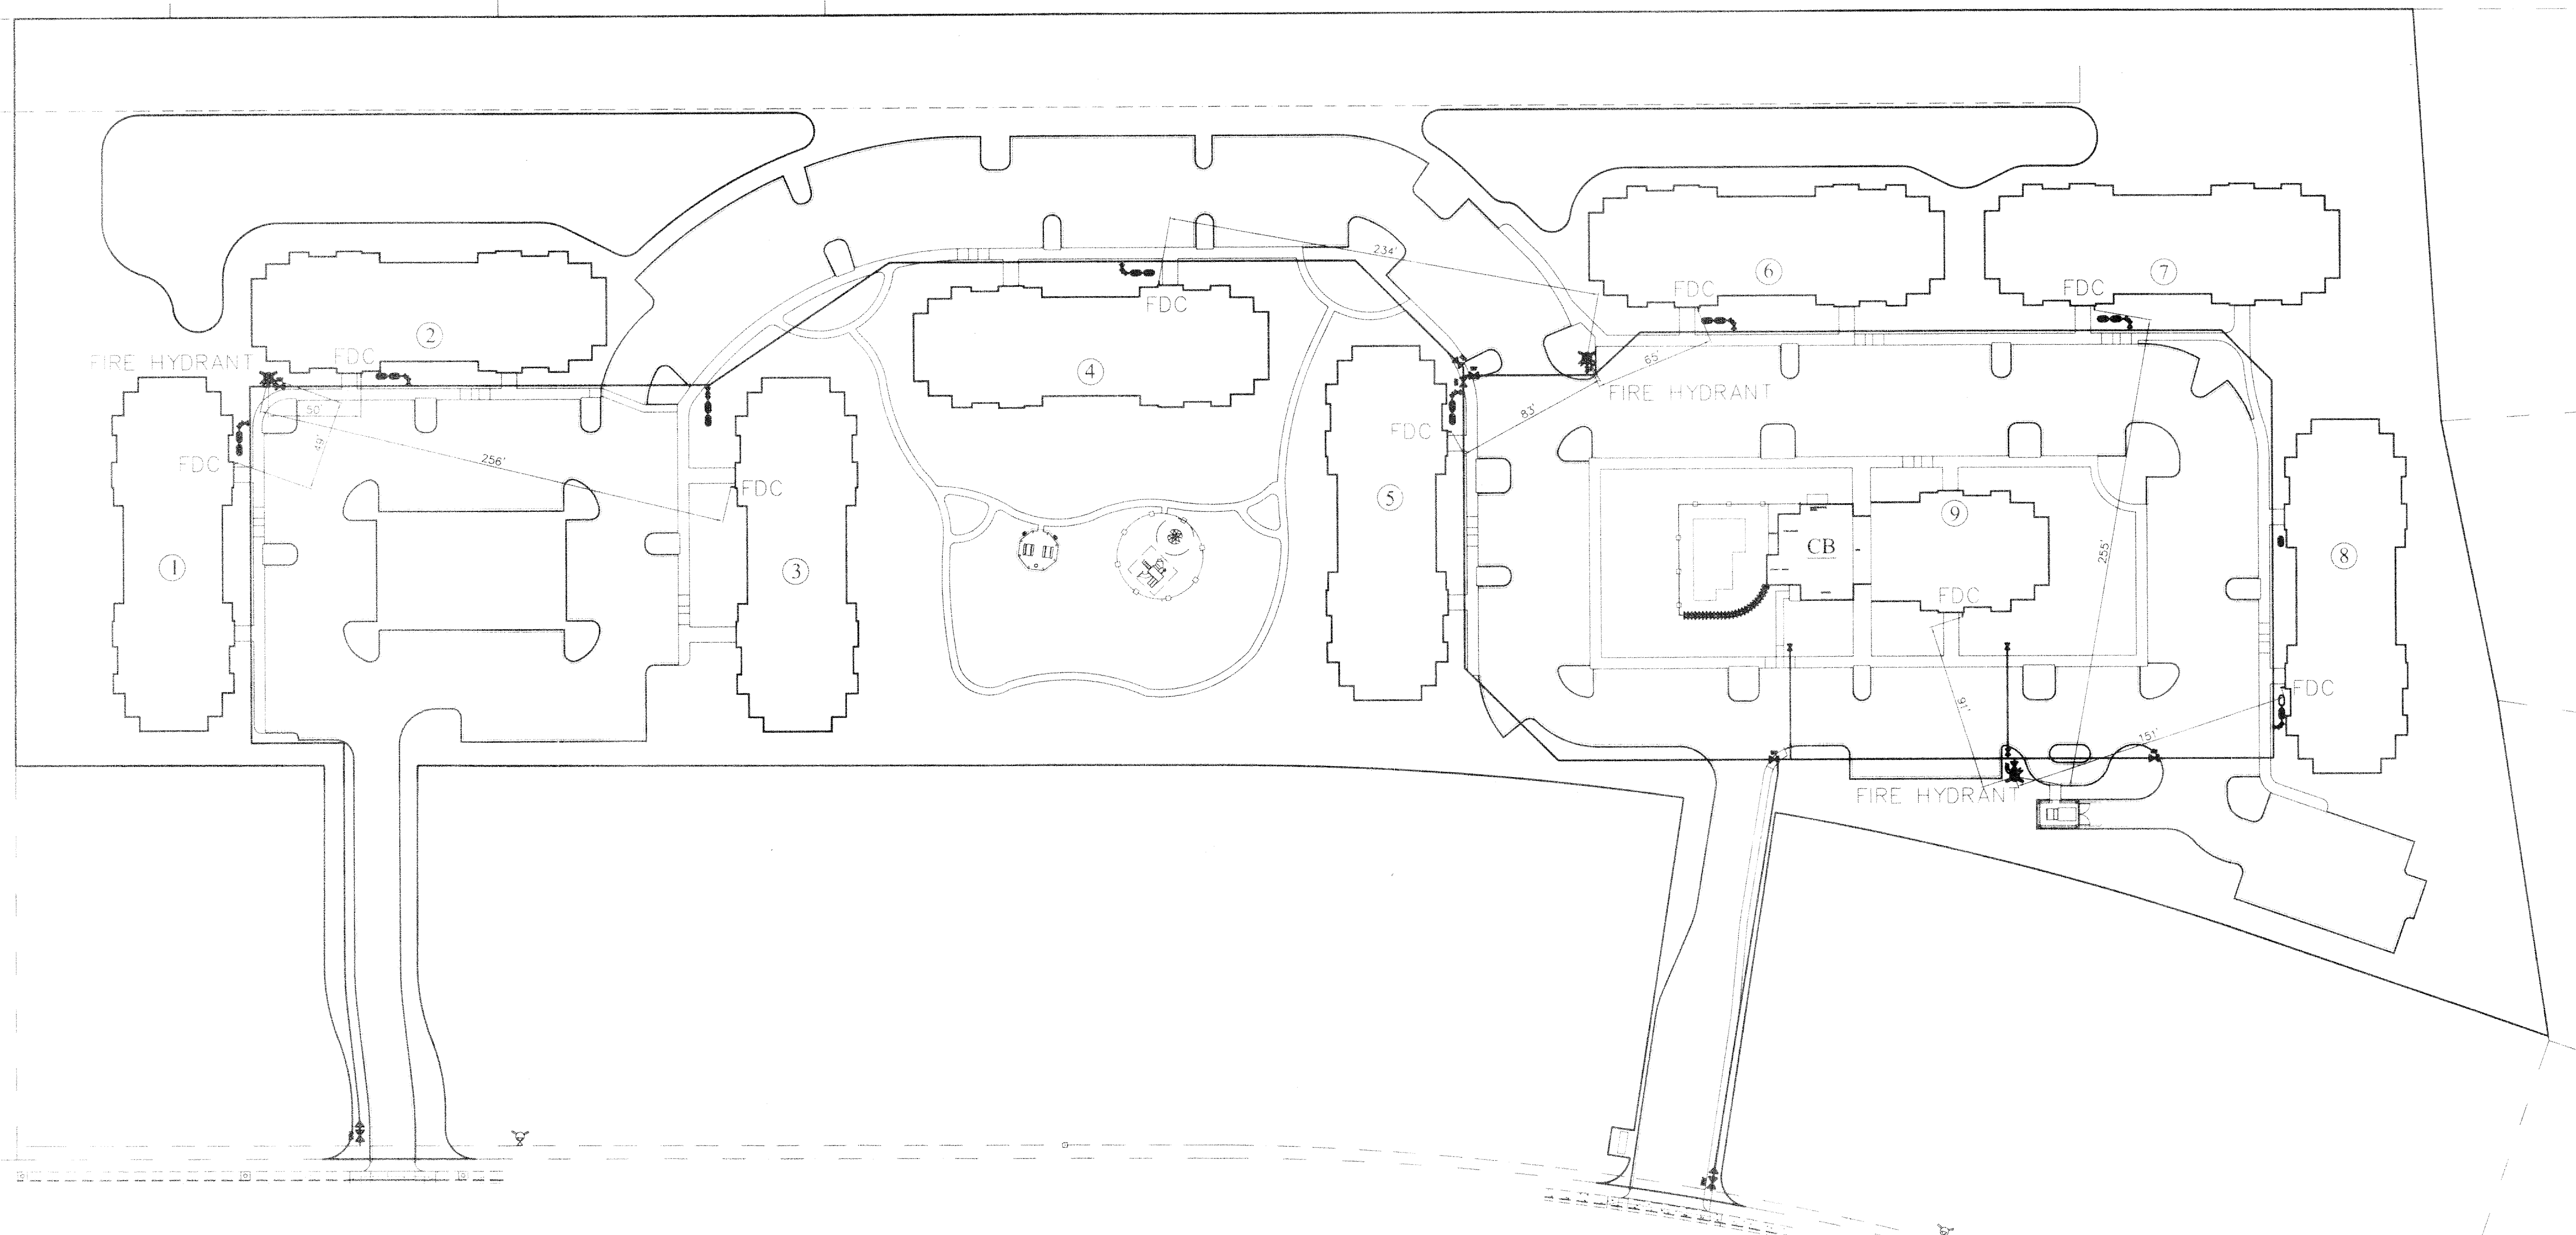 234'
6
7
FDC
FDC
FDC
2
FIRE HYDRANT
FDC
65'
4
FIRE HYDRANT
50'
83'
49'
FDC
FDC
256'
FDC
5
9
CB
255'
1
3
8
FDC
FDC
91'
151'
FIRE HYDRANT